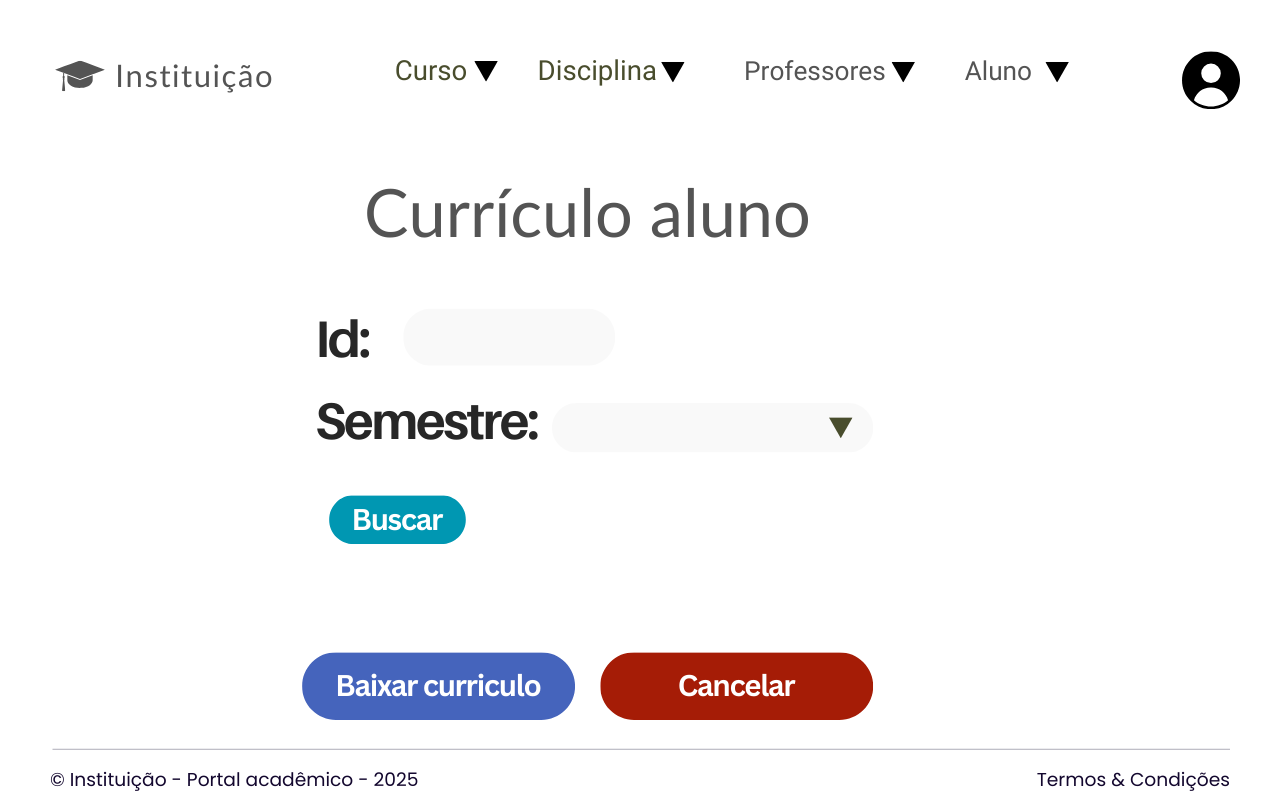 Instituição
Curso Disciplina Professores Aluno
Currículo aluno
Id:
Semestre:
Buscar
Baixar curriculo Cancelar
© Instituição - Portal acadêmico - 2025 Termos & Condições